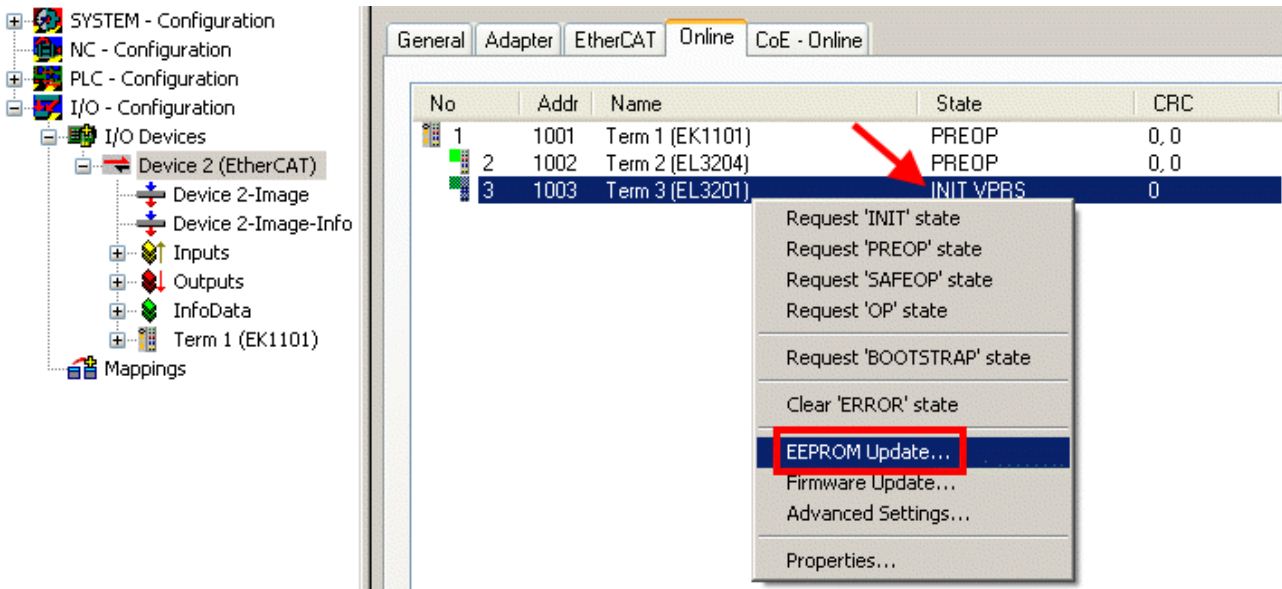 SYSTEM - Configuration
NC - Configuration
PLC - Configuration
I/O - Configuration
I/O Devices
Device 2 (EtherCAT)
Device 2-Image
Device 2-Image-Info
Inputs
Outputs
InfoData
Term 1 (EK1101)
Mappings
General Adapter EtherCAT Online CoE - Online
No Addr Name State CRC
1 1001 Term 1 (EK1101) PREOP 0, 0
2 1002 Term 2 (EL3204) PREOP 0, 0
3 1003 Term 3 (EL3201) INIT VPRS 0
Request 'INIT' state
Request 'PREOP' state
Request 'SAFEOP' state
Request 'OP' state
Request 'BOOTSTRAP' state
Clear 'ERROR' state
EEPROM Update...
Firmware Update...
Advanced Settings...
Properties...